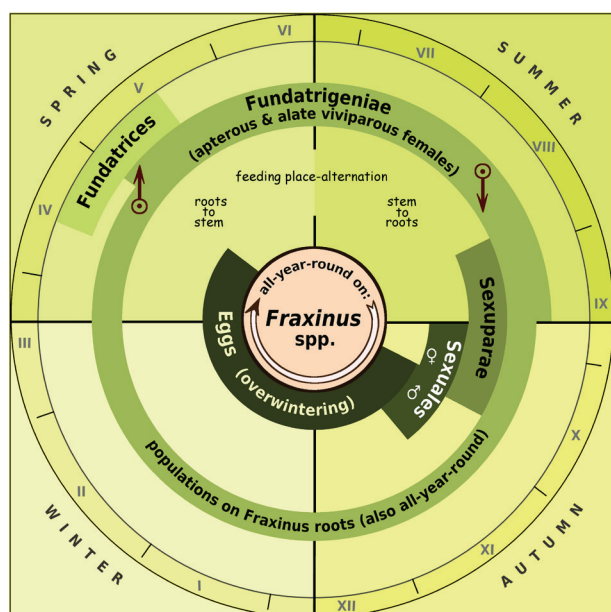 SPRING
SUMMER
VI
VII
V
VIII
IV
IX
III
X
II
XI
I
XII
WINTER
AUTUMN
Fundatrices
Fundatrigeniae
(apterous & alate viviparous females)
feeding place-alternation
roots
to
stem
stem
to
roots
all-year-round on:
Fraxinus
spp.
Eggs (overwintering)
Sexuales
♀
♂
Sexuparae
populations on Fraxinus roots (also all-year-round)